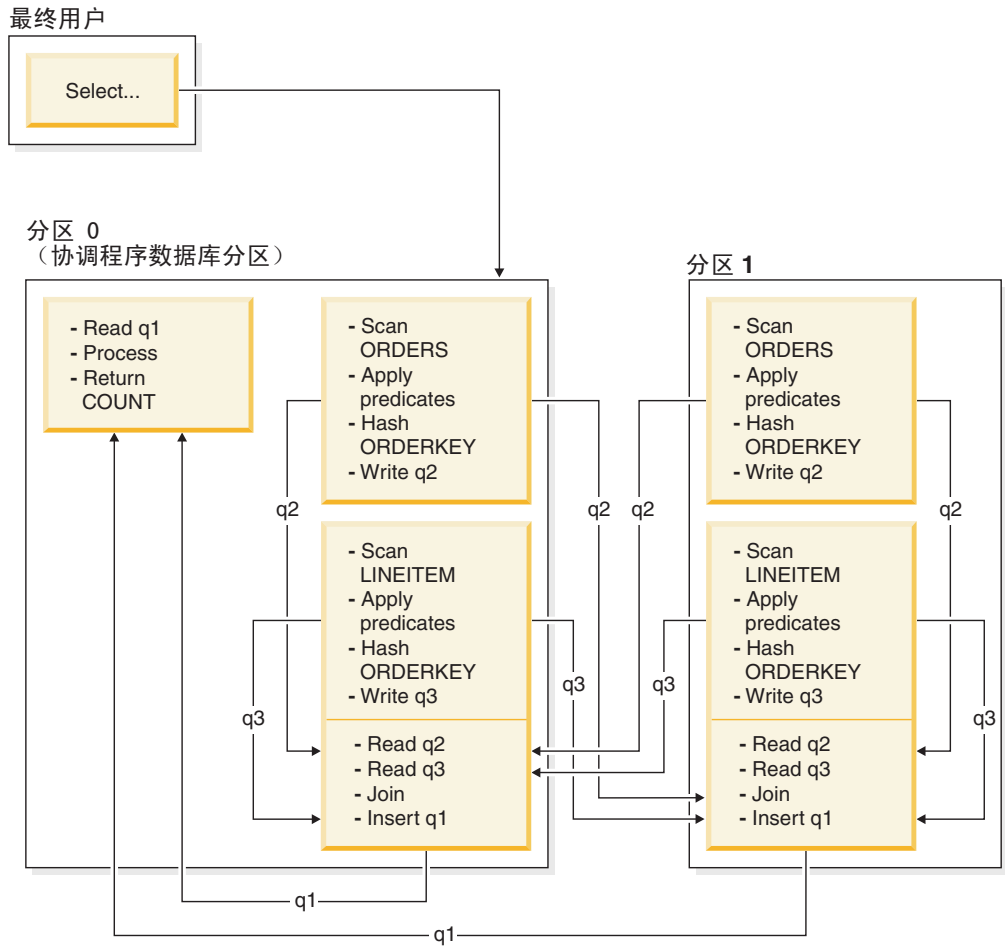 最终用户
Select...
分区 0
（协调程序数据库分区）
- Read q1
- Process
- Return
COUNT
- Scan
ORDERS
- Apply
predicates
- Hash
ORDERKEY
- Write q2
- Scan
LINEITEM
- Apply
predicates
- Hash
ORDERKEY
- Write q3
- Read q2
- Read q3
- Join
- Insert q1
分区 1
- Scan
ORDERS
- Apply
predicates
- Hash
ORDERKEY
- Write q2
- Scan
LINEITEM
- Apply
predicates
- Hash
ORDERKEY
- Write q3
- Read q2
- Read q3
- Join
- Insert q1
q2
q2
q2
q2
q3
q3
q3
q3
q1
q1